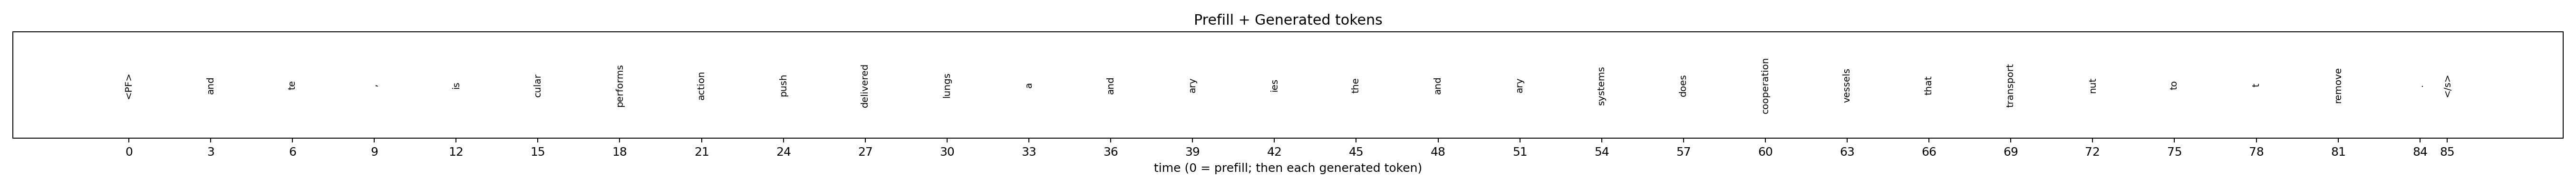 Prefill + Generated tokens
<PF> and te , is cular performs action push delivered lungs a and ary ies the and ary systems does cooperation vessels that transport nut to t remove . </s>
0 3 6 9 12 15 18 21 24 27 30 33 36 39 42 45 48 51 54 57 60 63 66 69 72 75 78 81 84 85
time (0 = prefill; then each generated token)